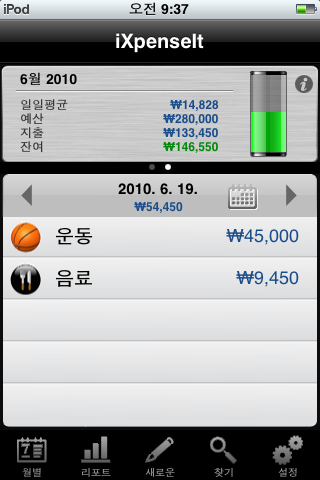 iPod 오전 9:37
iXpenseIt
6월 2010
일일평균 ₩14,828
예산 ₩280,000
지출 ₩133,450
잔여 ₩146,550
2010. 6. 19.
₩54,450
운동 ₩45,000
음료 ₩9,450
7
월별 리포트 새로운 찾기 설정